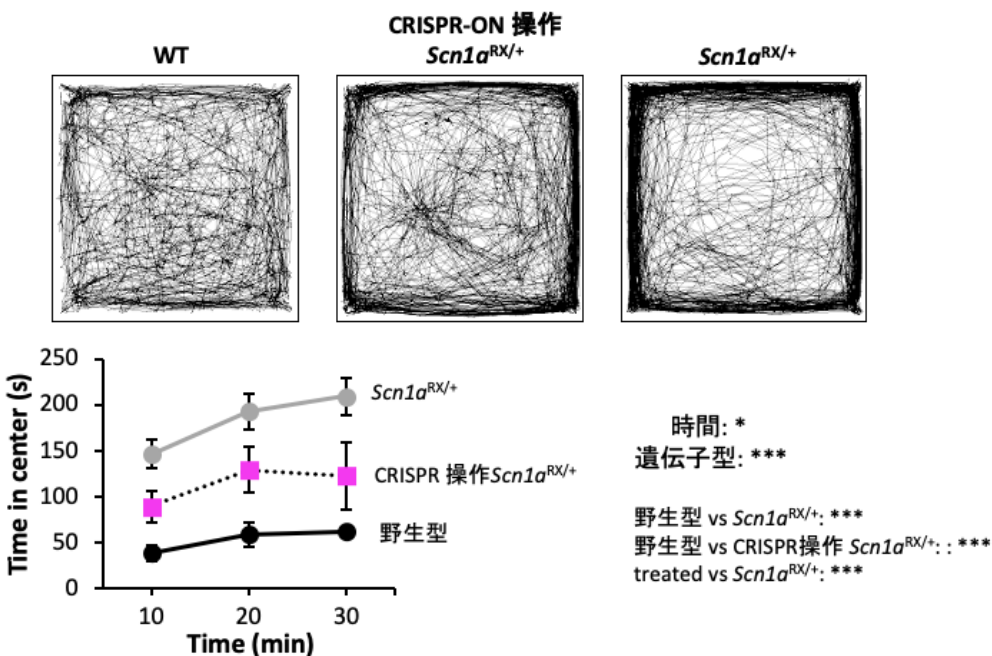 CRISPR-ON 操作
WT
Scn1aRX/+
Scn1aRX/+
Time in center (s)
250
200
150
100
50
0
10
20
30
Time (min)
Scn1aRX/+
CRISPR 操作Scn1aRX/+
野生型
時間: *
遺伝子型: ***
野生型 vs Scn1aRX/+: ***
野生型 vs CRISPR操作 Scn1aRX/+: : ***
treated vs Scn1aRX/+: ***